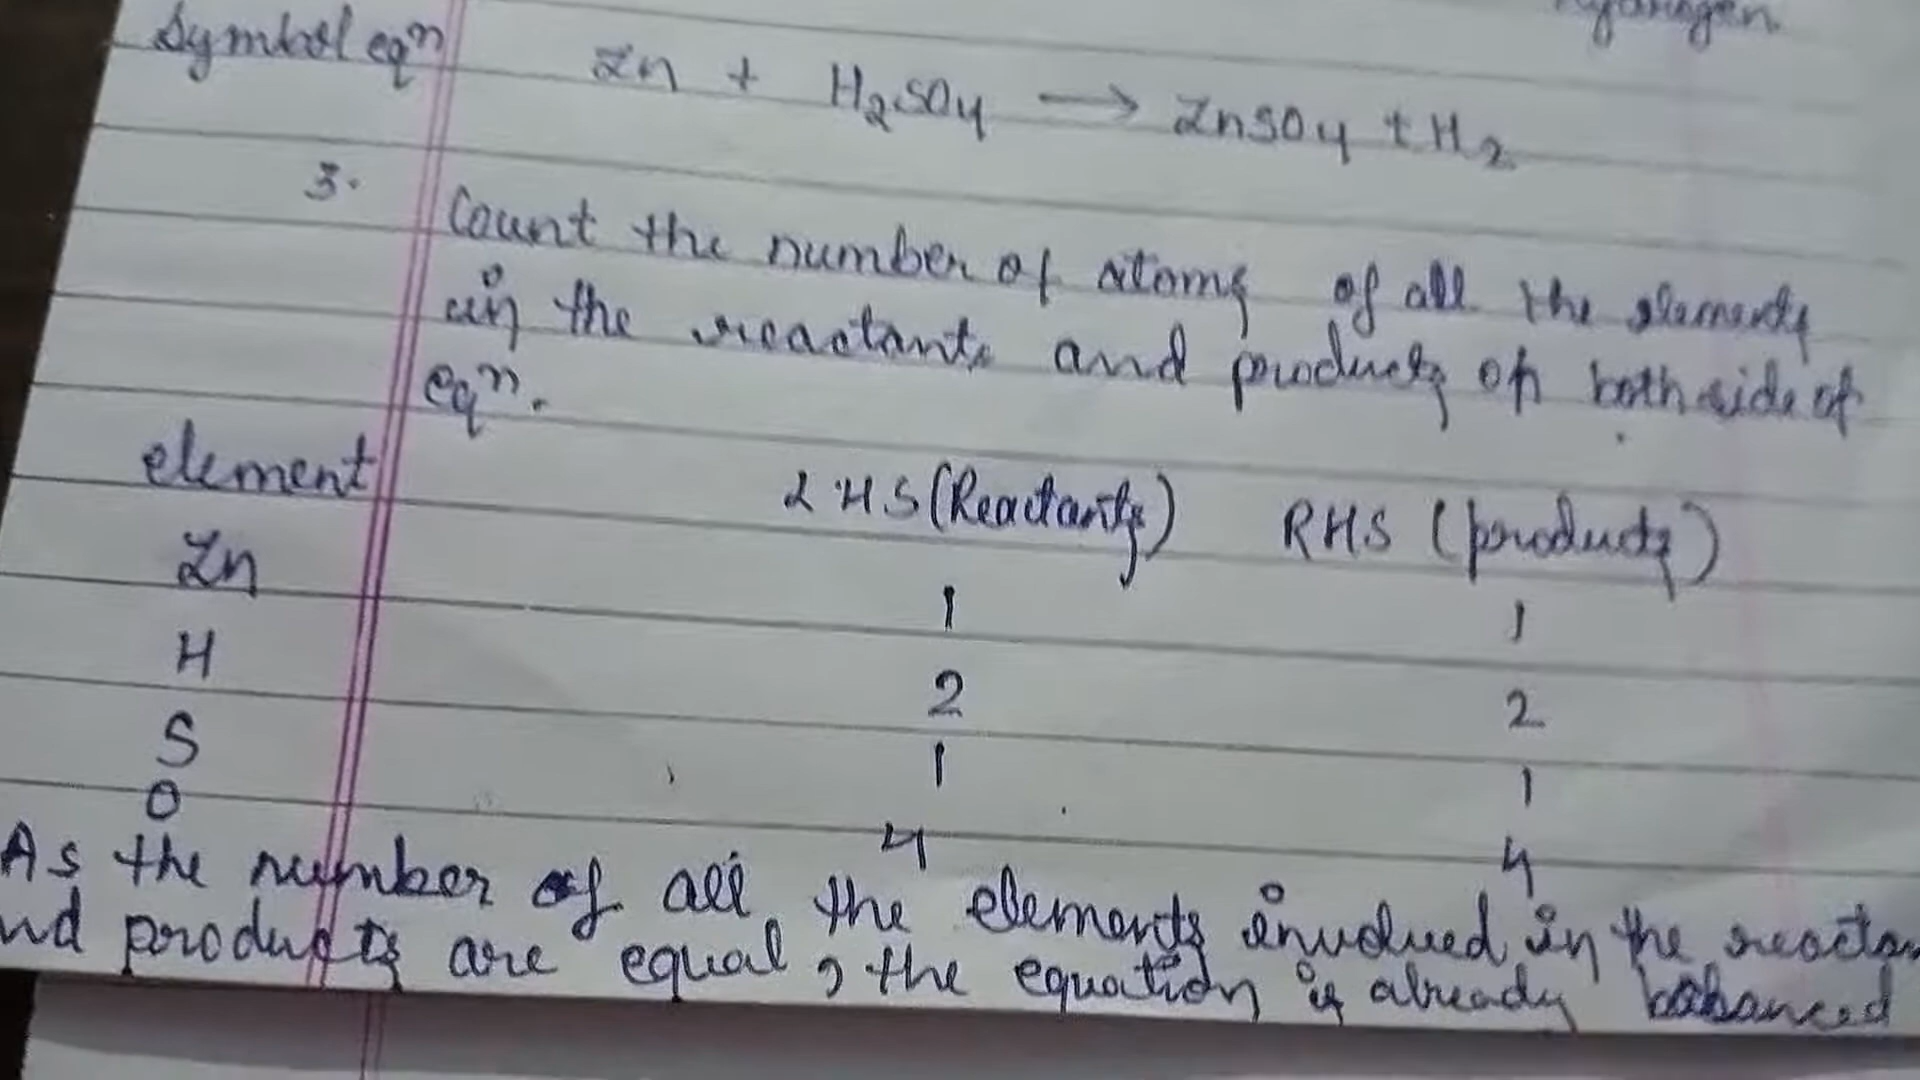 Hydrogen
Symbol eqⁿ Zn + H₂SO₄ → ZnSO₄ + H₂
3. Count the number of atoms of all the elements
in the reactants and products of both side of
eqⁿ.
element LHS (Reactants) RHS (products)
Zn 1 1
H 2 2
S 1 1
O 4 4
As the number of all the elements involved in the reactan
nd products are equal, the equation is already balanced